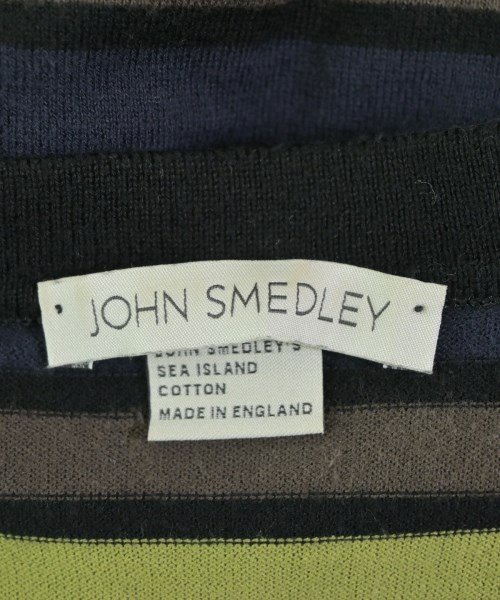 JOHN SMEDLEY
JOHN SMEDLEY'S
SEA ISLAND
COTTON
MADE IN ENGLAND